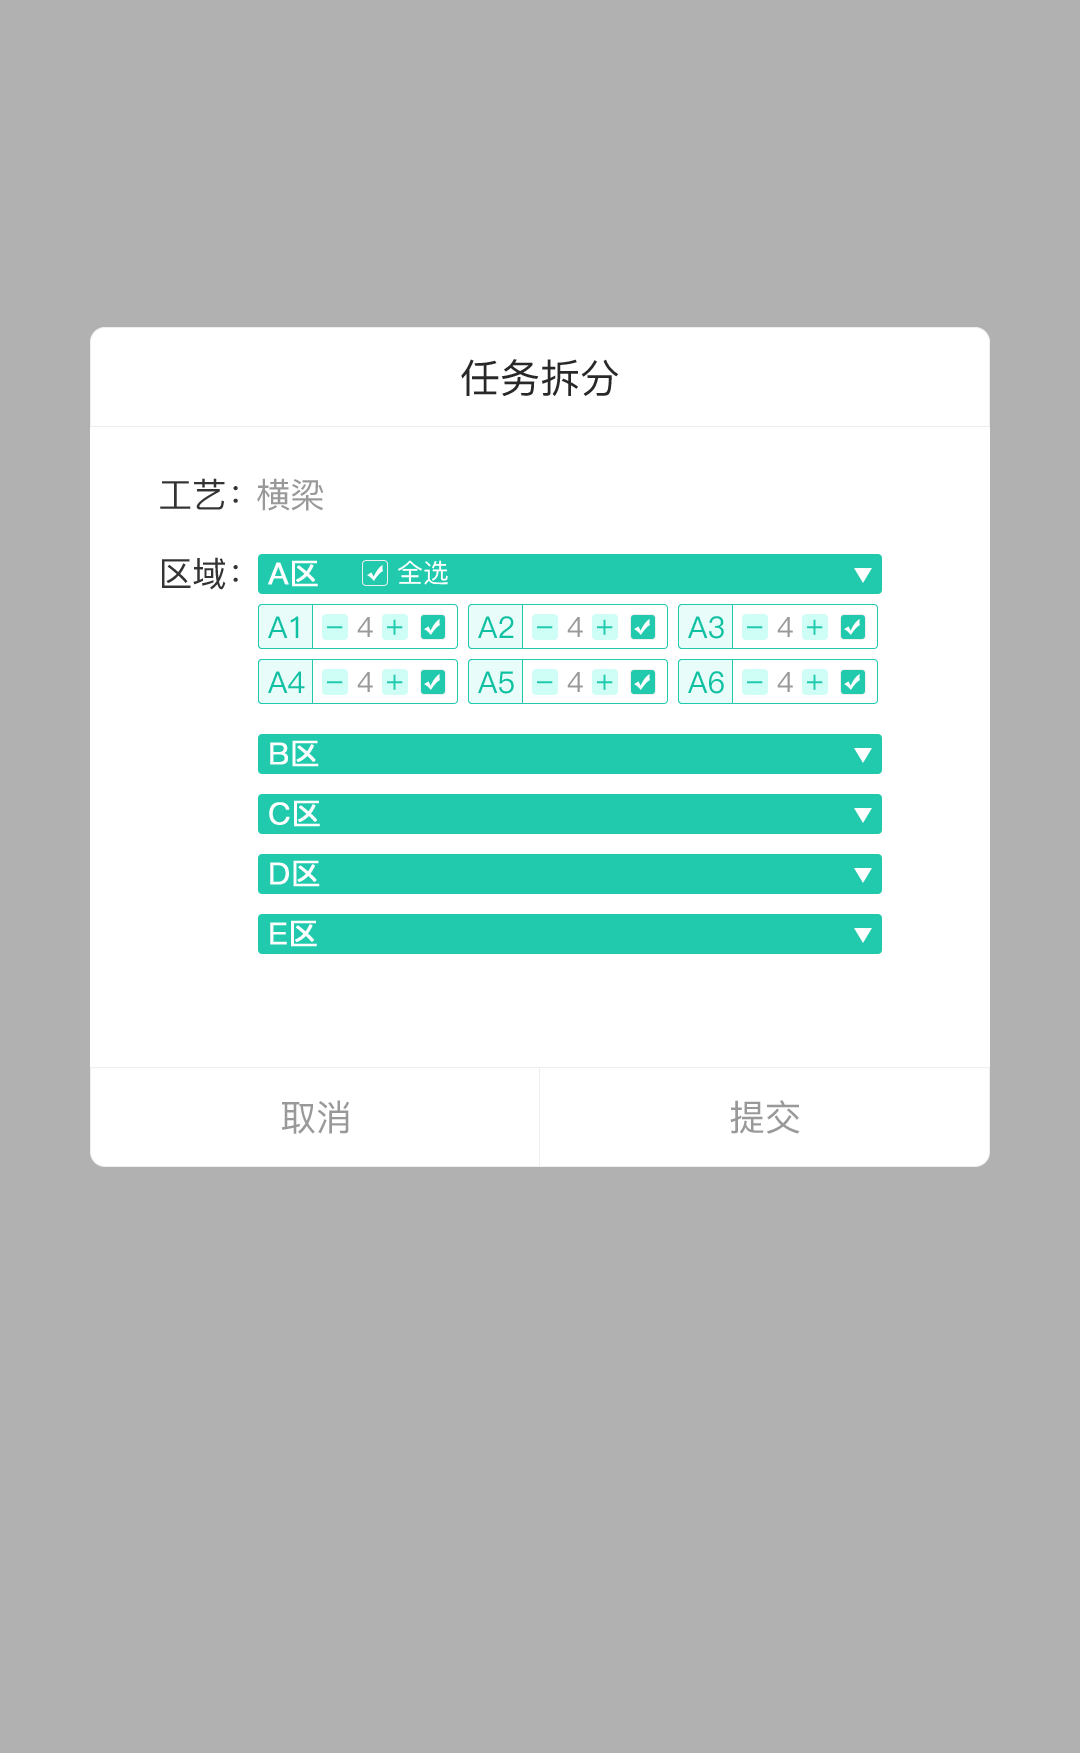 任务拆分
工艺：横梁
区域：A区 全选
A1 － 4 + A2 － 4 + A3 － 4 +
A4 － 4 + A5 － 4 + A6 － 4 +
B区
C区
D区
E区
取消 提交